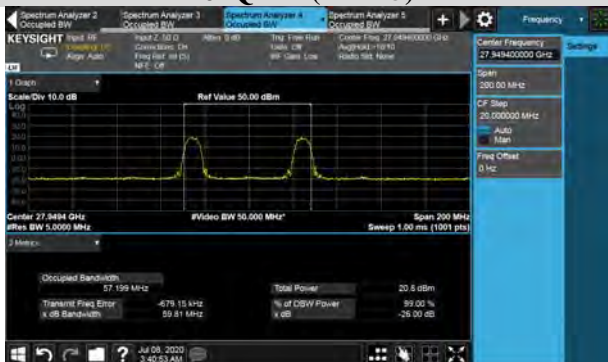 Spectrum Analyzer 2
Occupied BW
Spectrum Analyzer 3
Occupied BW
Spectrum Analyzer 4
Occupied BW
Spectrum Analyzer 5
Occupied BW
Frequency
KEYSIGHT
Input: RF
Align: Auto
Input Z: 50 Ω
Corrections: On
Freq Ref: Int (S)
NFE: Off
Atten: 0 dB
Trig: Free Run
Gate: Off
#IF Gain: Low
Center Freq: 27.949400000 GHz
Avg|Hold:>10/10
Radio Std: None
Center Frequency
27.949400000 GHz
Settings
Span
200.00 MHz
CF Step
20.000000 MHz
Auto
Man
Freq Offset
0 Hz
1 Graph
Scale/Div 10.0 dB
Ref Value 50.00 dBm
Log
Center 27.9494 GHz
#Res BW 5.0000 MHz
#Video BW 50.000 MHz*
Span 200 MHz
Sweep 1.00 ms (1001 pts)
2 Metrics
Occupied Bandwidth
57.199 MHz
Total Power
20.6 dBm
Transmit Freq Error
-679.15 kHz
% of OBW Power
99.00 %
x dB Bandwidth
59.81 MHz
x dB
-26.00 dB
Jul 08, 2020
3:40:53 AM